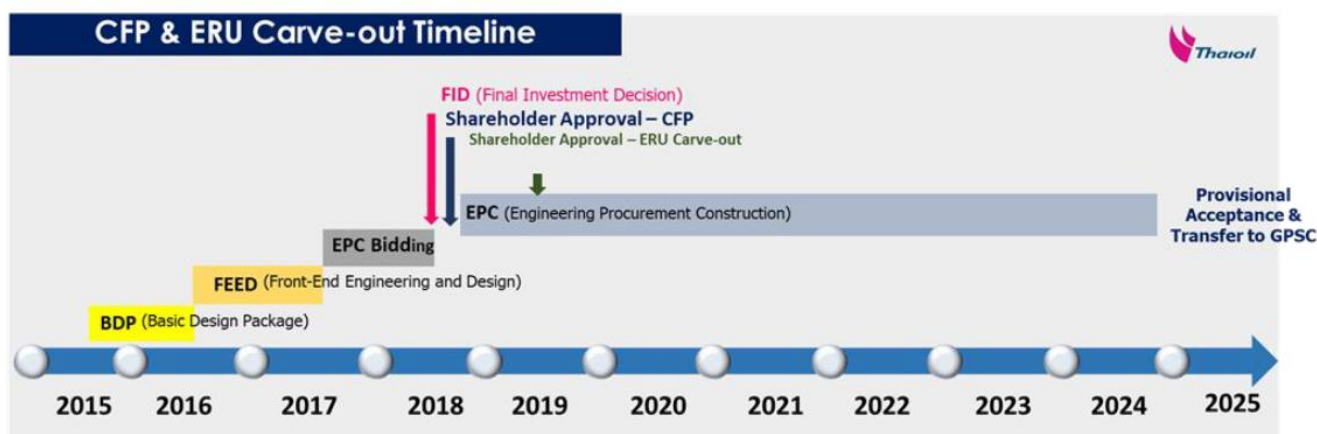 CFP & ERU Carve-out Timeline
Thaioil
FID (Final Investment Decision)
Shareholder Approval – CFP
Shareholder Approval – ERU Carve-out
EPC (Engineering Procurement Construction)
Provisional
Acceptance &
Transfer to GPSC
EPC Bidding
FEED (Front-End Engineering and Design)
BDP (Basic Design Package)
2015 2016 2017 2018 2019 2020 2021 2022 2023 2024 2025